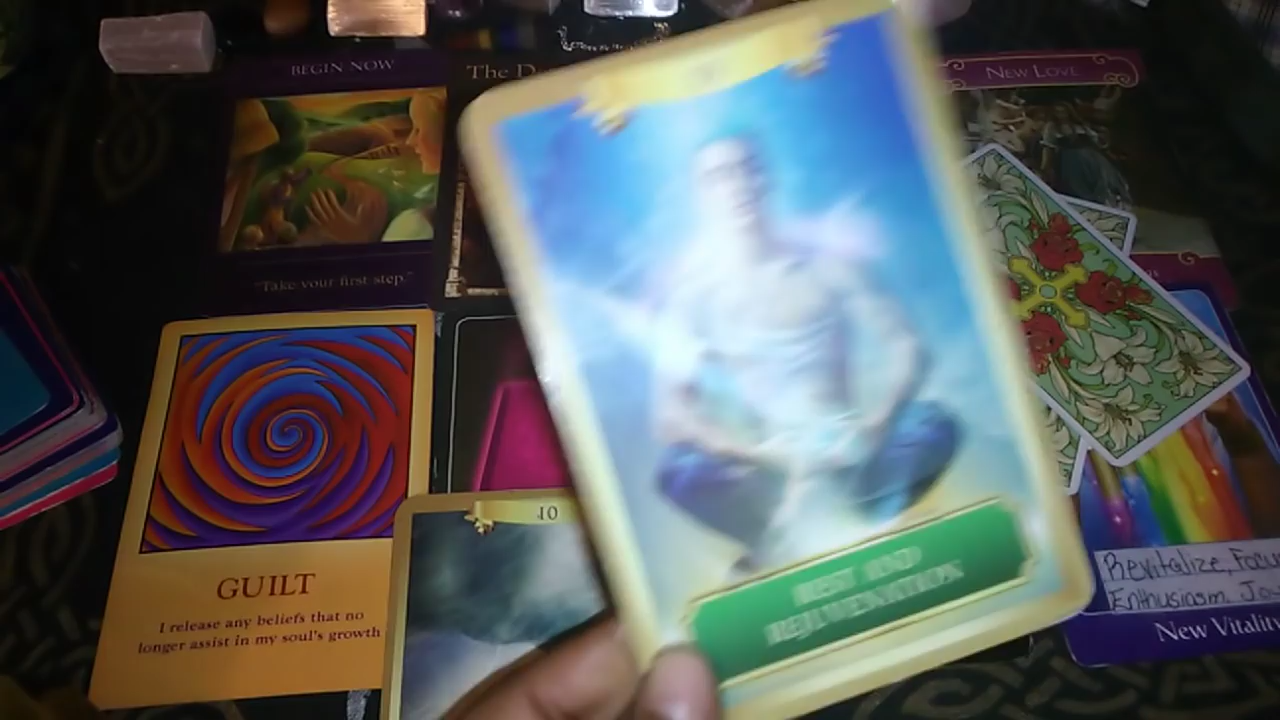 BEGIN NOW
The D
NEW LOVE
"Take your first step."
GUILT
I release any beliefs that no
longer assist in my soul's growth
10
REST AND
REJUVENATION
Revitalize, Focu
Enthusiasm, Jo
New Vitality